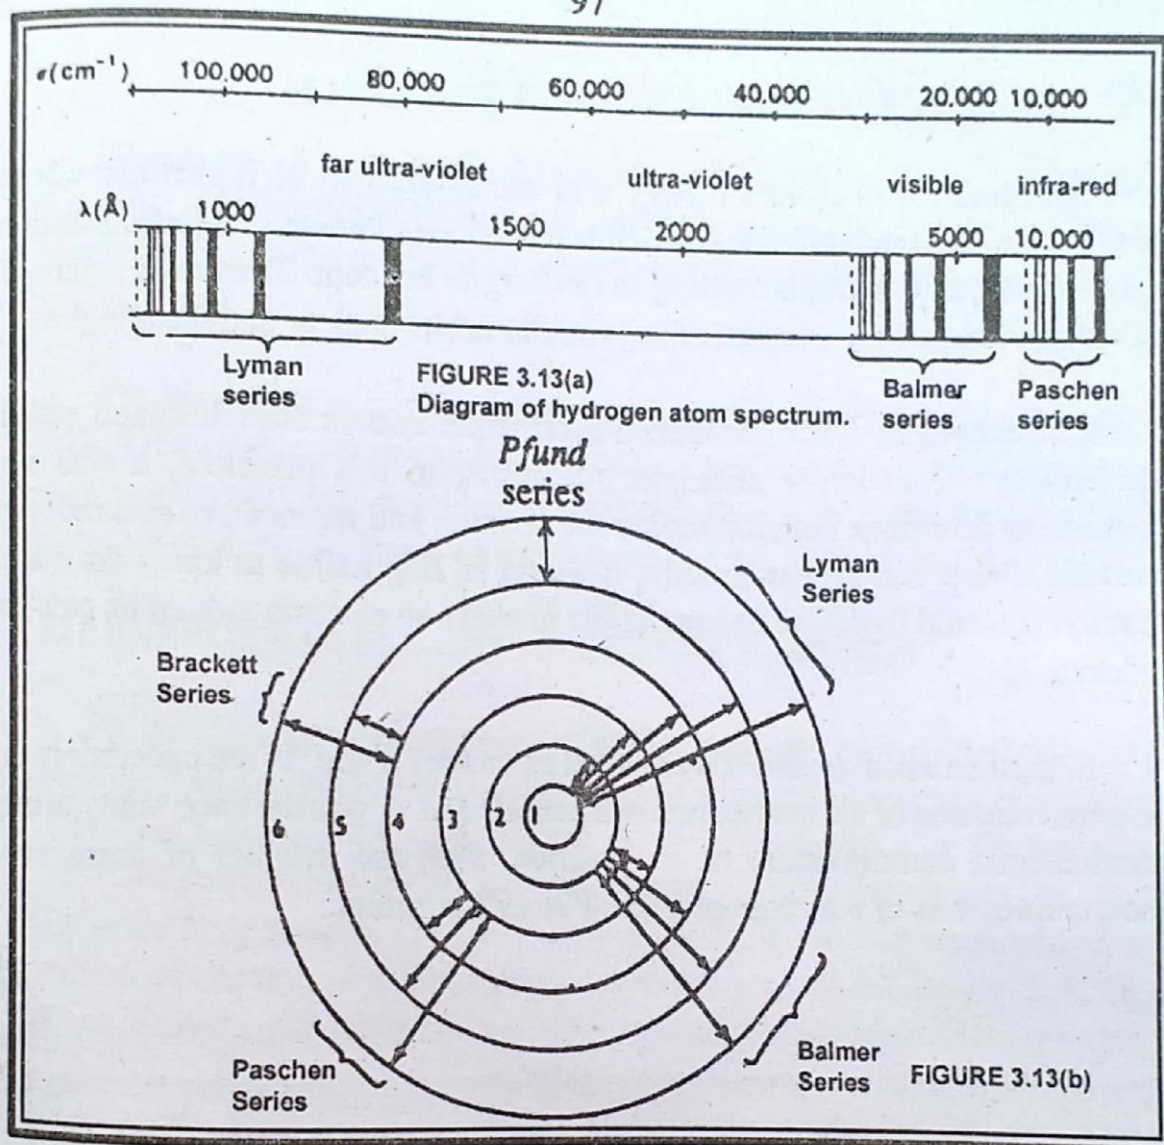 97
σ(cm⁻¹) 100,000 80,000 60,000 40,000 20,000 10,000
far ultra-violet ultra-violet visible infra-red
λ(Å) 1000 1500 2000 5000 10,000
Lyman
series
FIGURE 3.13(a)
Diagram of hydrogen atom spectrum.
Balmer
series
Paschen
series
Pfund
series
Lyman
Series
Brackett
Series
6 5 4 3 2 1
Paschen
Series
Balmer
Series
FIGURE 3.13(b)